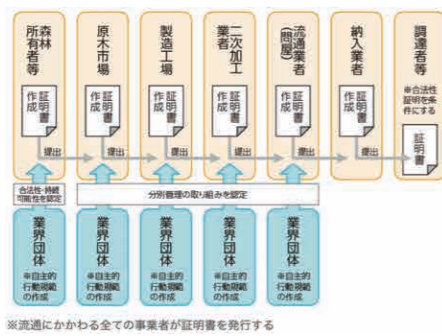 森林
所有者等
原木市場
製造工場
二次加工
業者
流通業者
(問屋)
納入業者
調達者等
※合法性
証明を条
件にする
証明書
作成
証明書
作成
証明書
作成
証明書
作成
証明書
作成
証明書
作成
証明書
提出
提出
提出
提出
提出
提出
合法性・持続
可能性を認定
分別管理の取り組みを認定
業界団体
※自主的
行動規範
の作成
業界団体
※自主的
行動規範
の作成
業界団体
※自主的
行動規範
の作成
業界団体
※自主的
行動規範
の作成
業界団体
※自主的
行動規範
の作成
※流通にかかわる全ての事業者が証明書を発行する